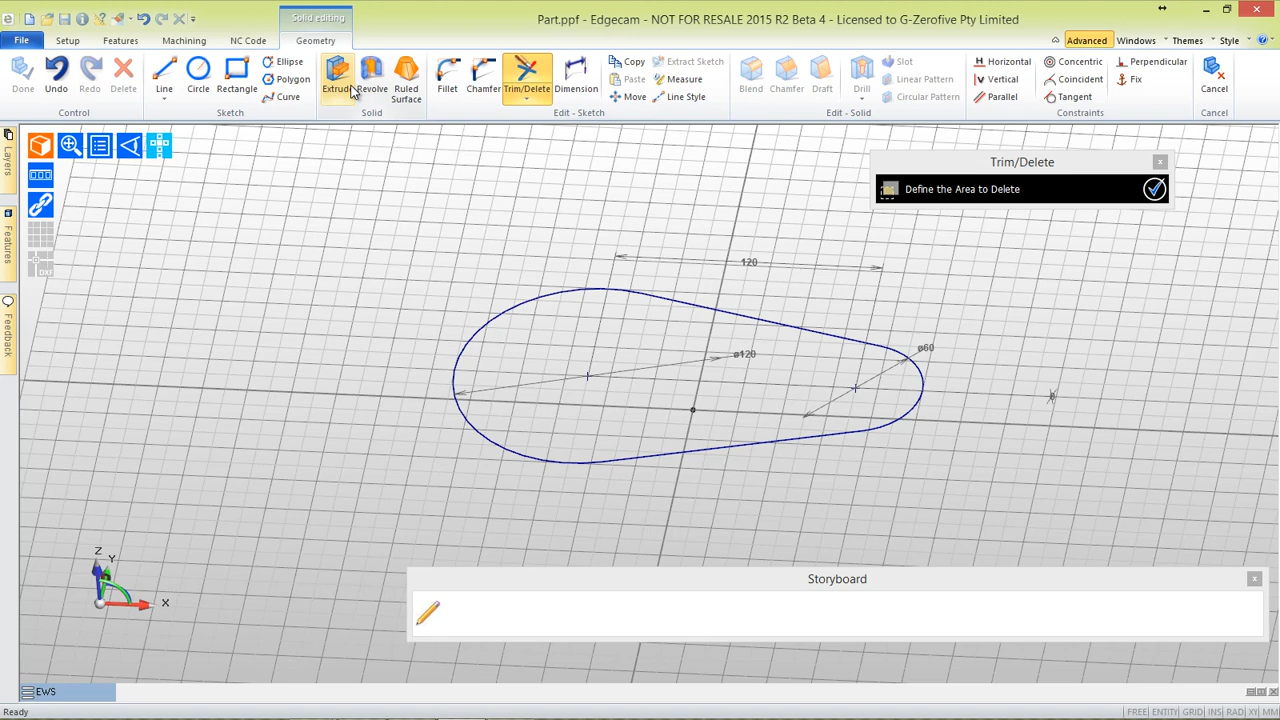 Solid editing
Part.ppf - Edgecam - NOT FOR RESALE 2015 R2 Beta 4 - Licensed to G-Zerofive Pty Limited
File Setup Features Machining NC Code Geometry Advanced Windows Themes Style
Done Undo Redo Delete
Control
Line Circle Rectangle Ellipse Polygon Curve
Sketch
Extrude Revolve Ruled Surface
Solid
Fillet Chamfer Trim/Delete Dimension Copy Paste Move Extract Sketch Measure Line Style
Edit - Sketch
Blend Chamfer Draft Drill Slot Linear Pattern Circular Pattern
Edit - Solid
Horizontal Vertical Parallel Concentric Coincident Tangent Perpendicular Fix
Constraints
Cancel
Cancel
Layers
Features
Feedback
DXF
Trim/Delete
Define the Area to Delete
120
ø120
ø60
Z
Y
X
Storyboard
EWS
Ready
FREE ENTITY GRID INS RAD XY MM